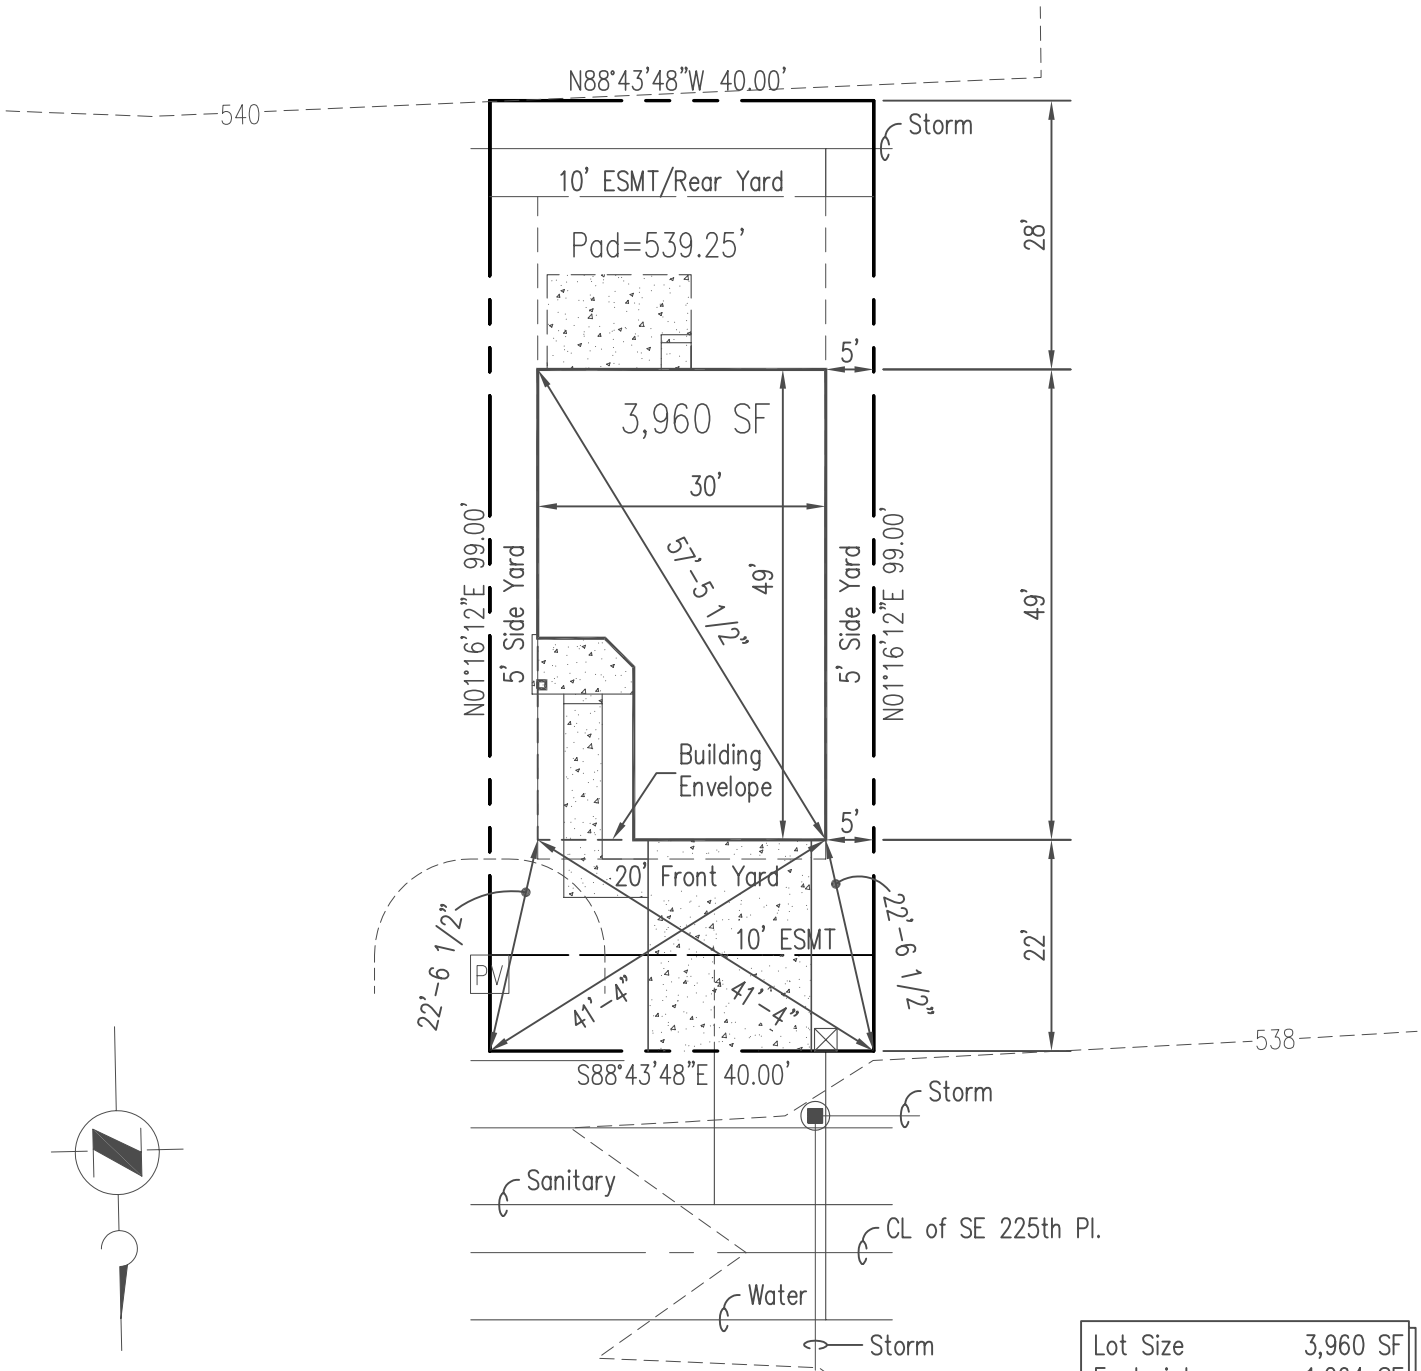 N88°43'48"W 40.00'
540
Storm
10' ESMT/Rear Yard
Pad=539.25'
28'
5'
3,960 SF
30'
57'-5 1/2"
49'
49'
N01°16'12"E 99.00'
5' Side Yard
5' Side Yard
N01°16'12"E 99.00'
Building
Envelope
5'
20' Front Yard
22'-6 1/2"
22'-6 1/2"
10' ESMT
22'
PV
41'-4"
41'-4"
538
S88°43'48"E 40.00'
Storm
N
Sanitary
CL of SE 225th Pl.
Water
Storm
Lot Size 3,960 SF